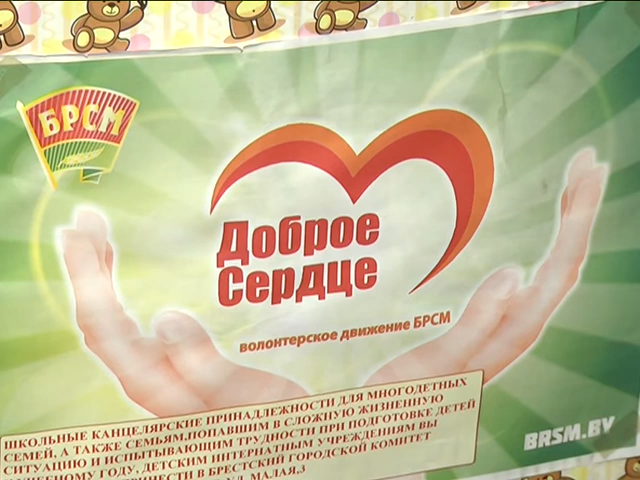 БРСМ
Доброе
Сердце
волонтерское движение БРСМ
ШКОЛЬНЫЕ КАНЦЕЛЯРСКИЕ ПРИНАДЛЕЖНОСТИ ДЛЯ МНОГОДЕТНЫХ
СЕМЕЙ, А ТАКЖЕ СЕМЬЯМ,ПОПАВШИМ В СЛОЖНУЮ ЖИЗНЕННУЮ
СИТУАЦИЮ И ИСПЫТЫВАЮЩИМ ТРУДНОСТИ ПРИ ПОДГОТОВКЕ ДЕТЕЙ
ГОДУ, ДЕТСКИМ ИНТЕРНАТНЫМ УЧРЕЖДЕНИЯМ ВЫ
В БРЕСТСКИЙ ГОРОДСКОЙ КОМИТЕТ
МАЛАЯ,3
BRSM.BY